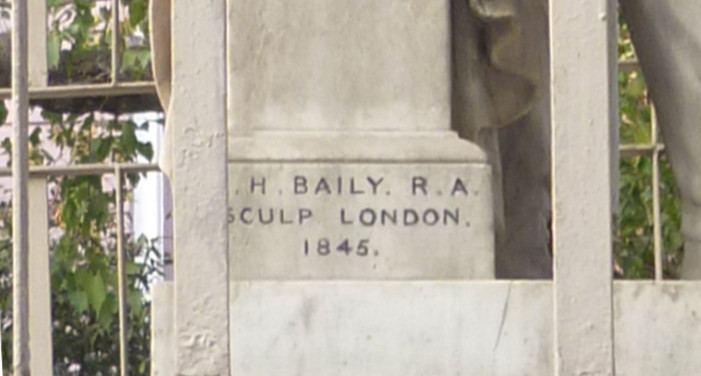 . H. BAILY. R. A.
SCULP LONDON.
1845.